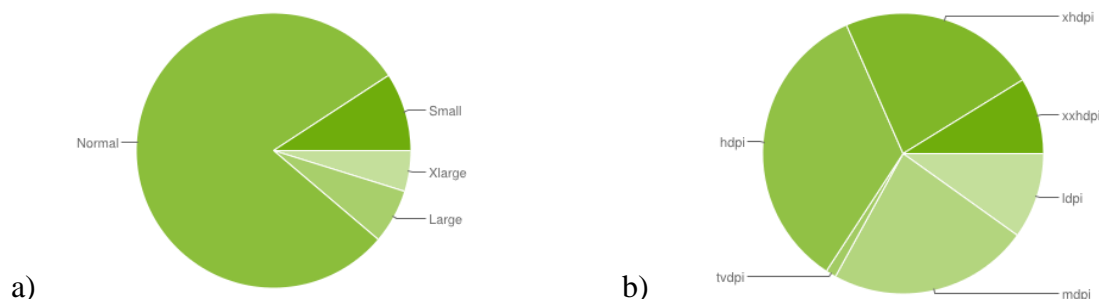 Normal
Small
Xlarge
Large
a)
xhdpi
xxhdpi
hdpi
ldpi
tvdpi
mdpi
b)